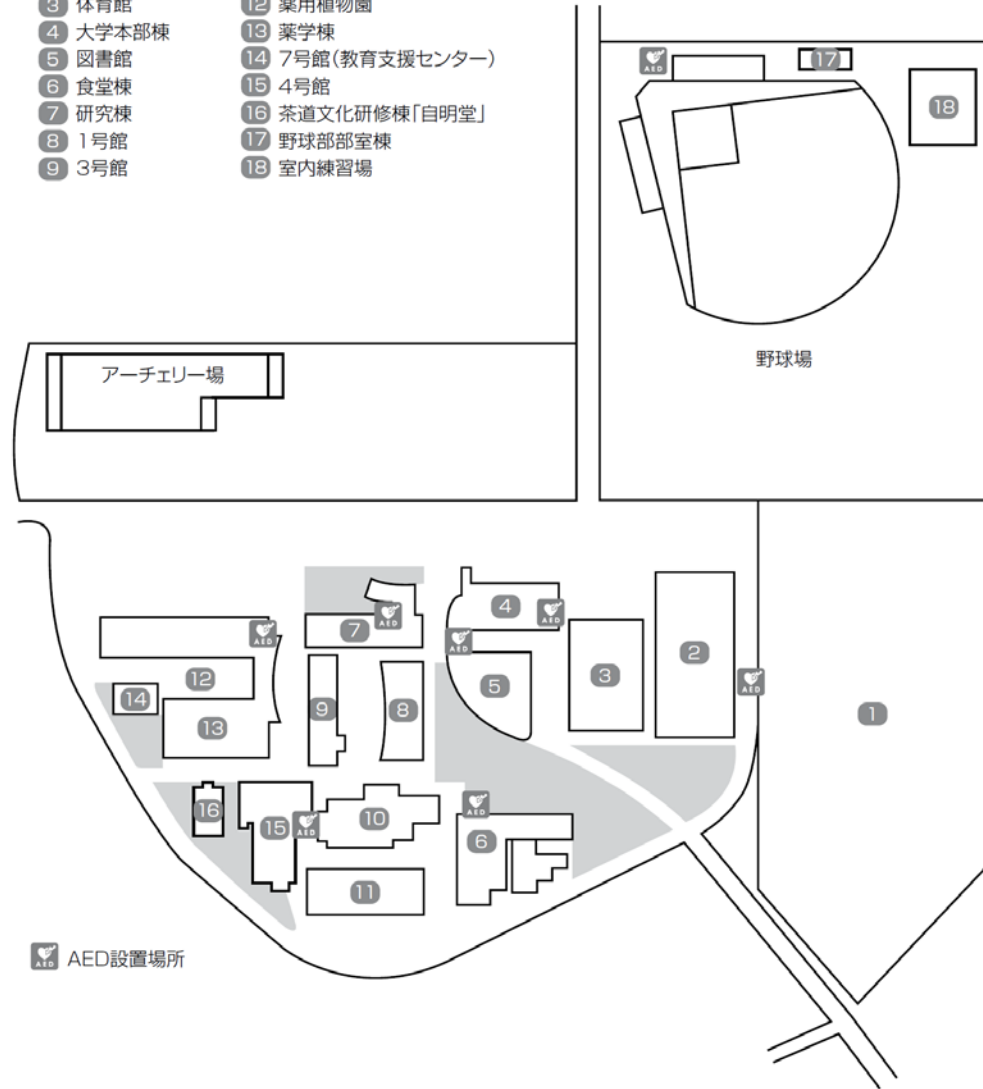 3 体育館
4 大学本部棟
5 図書館
6 食堂棟
7 研究棟
8 1号館
9 3号館
12 薬用植物園
13 薬学棟
14 7号館(教育支援センター)
15 4号館
16 茶道文化研修棟「自明堂」
17 野球部部室棟
18 室内練習場
AED
17
18
野球場
アーチェリー場
4
AED
7
AED
AED
AED
2
3
12
5
AED
14
9
8
1
13
16
AED
10
15
AED
6
11
AED AED設置場所